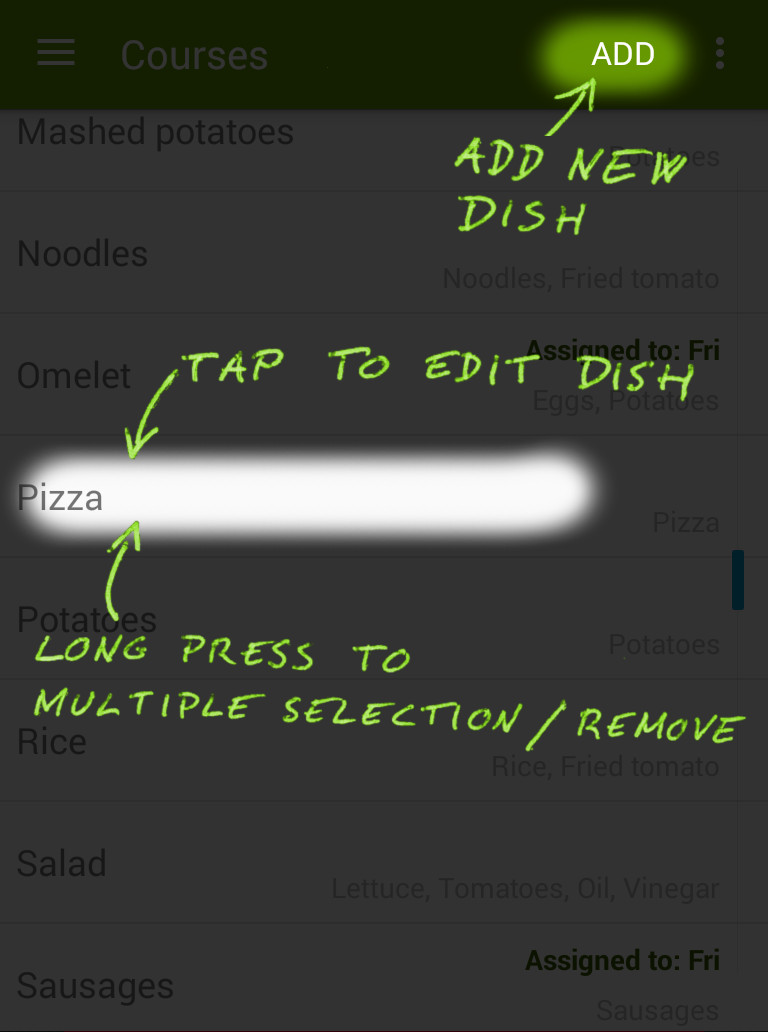 Courses
ADD
Mashed potatoes
Potatoes
ADD NEW
DISH
Noodles
Noodles, Fried tomato
Assigned to: Fri
TAP TO EDIT DISH
Omelet
Eggs, Potatoes
Pizza
Pizza
Potatoes
Potatoes
LONG PRESS TO
MULTIPLE SELECTION / REMOVE
Rice
Rice, Fried tomato
Salad
Lettuce, Tomatoes, Oil, Vinegar
Assigned to: Fri
Sausages
Sausages